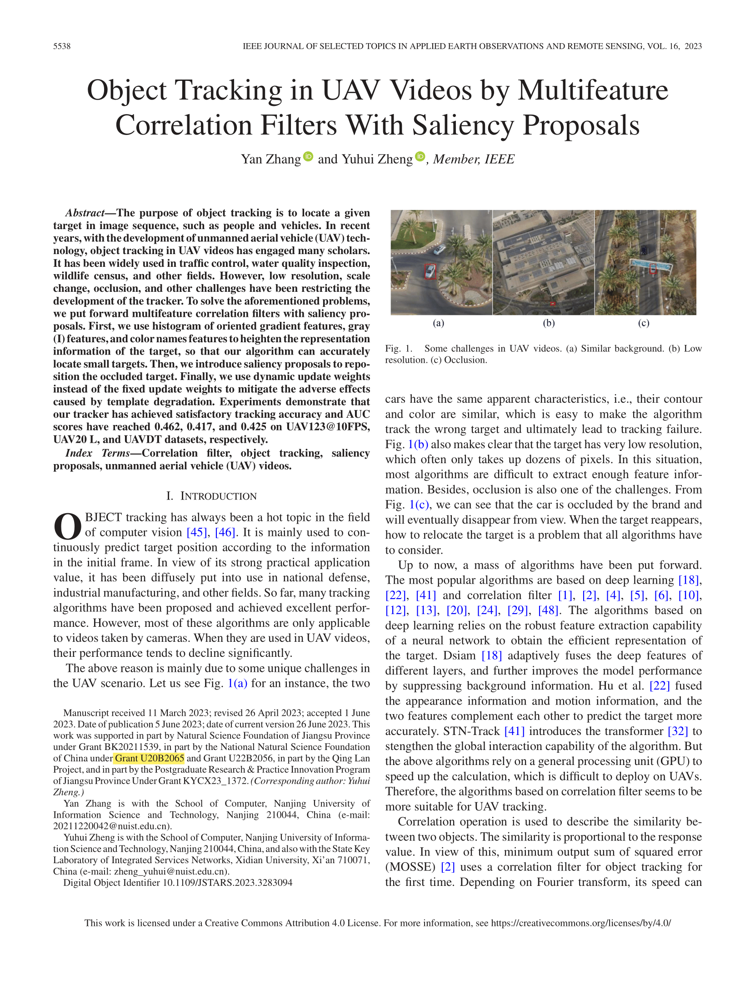 5538
IEEE JOURNAL OF SELECTED TOPICS IN APPLIED EARTH OBSERVATIONS AND REMOTE SENSING, VOL. 16, 2023
Object Tracking in UAV Videos by Multifeature
Correlation Filters With Saliency Proposals
Yan Zhang and Yuhui Zheng, Member, IEEE
Abstract—The purpose of object tracking is to locate a given
target in image sequence, such as people and vehicles. In recent
years, with the development of unmanned aerial vehicle (UAV) tech-
nology, object tracking in UAV videos has engaged many scholars.
It has been widely used in traffic control, water quality inspection,
wildlife census, and other fields. However, low resolution, scale
change, occlusion, and other challenges have been restricting the
development of the tracker. To solve the aforementioned problems,
we put forward multifeature correlation filters with saliency pro-
posals. First, we use histogram of oriented gradient features, gray
(I) features, and color names features to heighten the representation
information of the target, so that our algorithm can accurately
locate small targets. Then, we introduce saliency proposals to repo-
sition the occluded target. Finally, we use dynamic update weights
instead of the fixed update weights to mitigate the adverse effects
caused by template degradation. Experiments demonstrate that
our tracker has achieved satisfactory tracking accuracy and AUC
scores have reached 0.462, 0.417, and 0.425 on UAV123@10FPS,
UAV20 L, and UAVDT datasets, respectively.
Index Terms—Correlation filter, object tracking, saliency
proposals, unmanned aerial vehicle (UAV) videos.
I. INTRODUCTION
OBJECT tracking has always been a hot topic in the field
of computer vision [45], [46]. It is mainly used to con-
tinuously predict target position according to the information
in the initial frame. In view of its strong practical application
value, it has been diffusely put into use in national defense,
industrial manufacturing, and other fields. So far, many tracking
algorithms have been proposed and achieved excellent perfor-
mance. However, most of these algorithms are only applicable
to videos taken by cameras. When they are used in UAV videos,
their performance tends to decline significantly.
The above reason is mainly due to some unique challenges in
the UAV scenario. Let us see Fig. 1(a) for an instance, the two
Manuscript received 11 March 2023; revised 26 April 2023; accepted 1 June
2023. Date of publication 5 June 2023; date of current version 26 June 2023. This
work was supported in part by Natural Science Foundation of Jiangsu Province
under Grant BK20211539, in part by the National Natural Science Foundation
of China under Grant U20B2065 and Grant U22B2056, in part by the Qing Lan
Project, and in part by the Postgraduate Research & Practice Innovation Program
of Jiangsu Province Under Grant KYCX23_1372. (Corresponding author: Yuhui
Zheng.)
Yan Zhang is with the School of Computer, Nanjing University of
Information Science and Technology, Nanjing 210044, China (e-mail:
20211220042@nuist.edu.cn).
Yuhui Zheng is with the School of Computer, Nanjing University of Informa-
tion Science and Technology, Nanjing 210044, China, and also with the State Key
Laboratory of Integrated Services Networks, Xidian University, Xi'an 710071,
China (e-mail: zheng_yuhui@nuist.edu.cn).
Digital Object Identifier 10.1109/JSTARS.2023.3283094
(a) (b) (c)
Fig. 1. Some challenges in UAV videos. (a) Similar background. (b) Low
resolution. (c) Occlusion.
cars have the same apparent characteristics, i.e., their contour
and color are similar, which is easy to make the algorithm
track the wrong target and ultimately lead to tracking failure.
Fig. 1(b) also makes clear that the target has very low resolution,
which often only takes up dozens of pixels. In this situation,
most algorithms are difficult to extract enough feature infor-
mation. Besides, occlusion is also one of the challenges. From
Fig. 1(c), we can see that the car is occluded by the brand and
will eventually disappear from view. When the target reappears,
how to relocate the target is a problem that all algorithms have
to consider.
Up to now, a mass of algorithms have been put forward.
The most popular algorithms are based on deep learning [18],
[22], [41] and correlation filter [1], [2], [4], [5], [6], [10],
[12], [13], [20], [24], [29], [48]. The algorithms based on
deep learning relies on the robust feature extraction capability
of a neural network to obtain the efficient representation of
the target. Dsiam [18] adaptively fuses the deep features of
different layers, and further improves the model performance
by suppressing background information. Hu et al. [22] fused
the appearance information and motion information, and the
two features complement each other to predict the target more
accurately. STN-Track [41] introduces the transformer [32] to
stengthen the global interaction capability of the algorithm. But
the above algorithms rely on a general processing unit (GPU) to
speed up the calculation, which is difficult to deploy on UAVs.
Therefore, the algorithms based on correlation filter seems to be
more suitable for UAV tracking.
Correlation operation is used to describe the similarity be-
tween two objects. The similarity is proportional to the response
value. In view of this, minimum output sum of squared error
(MOSSE) [2] uses a correlation filter for object tracking for
the first time. Depending on Fourier transform, its speed can
This work is licensed under a Creative Commons Attribution 4.0 License. For more information, see https://creativecommons.org/licenses/by/4.0/